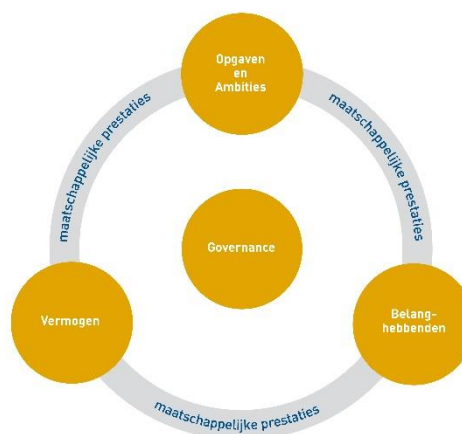 Opgaven
en
Ambities
maatschappelijke prestaties
maatschappelijke prestaties
Governance
Vermogen
Belang-
hebbenden
maatschappelijke prestaties